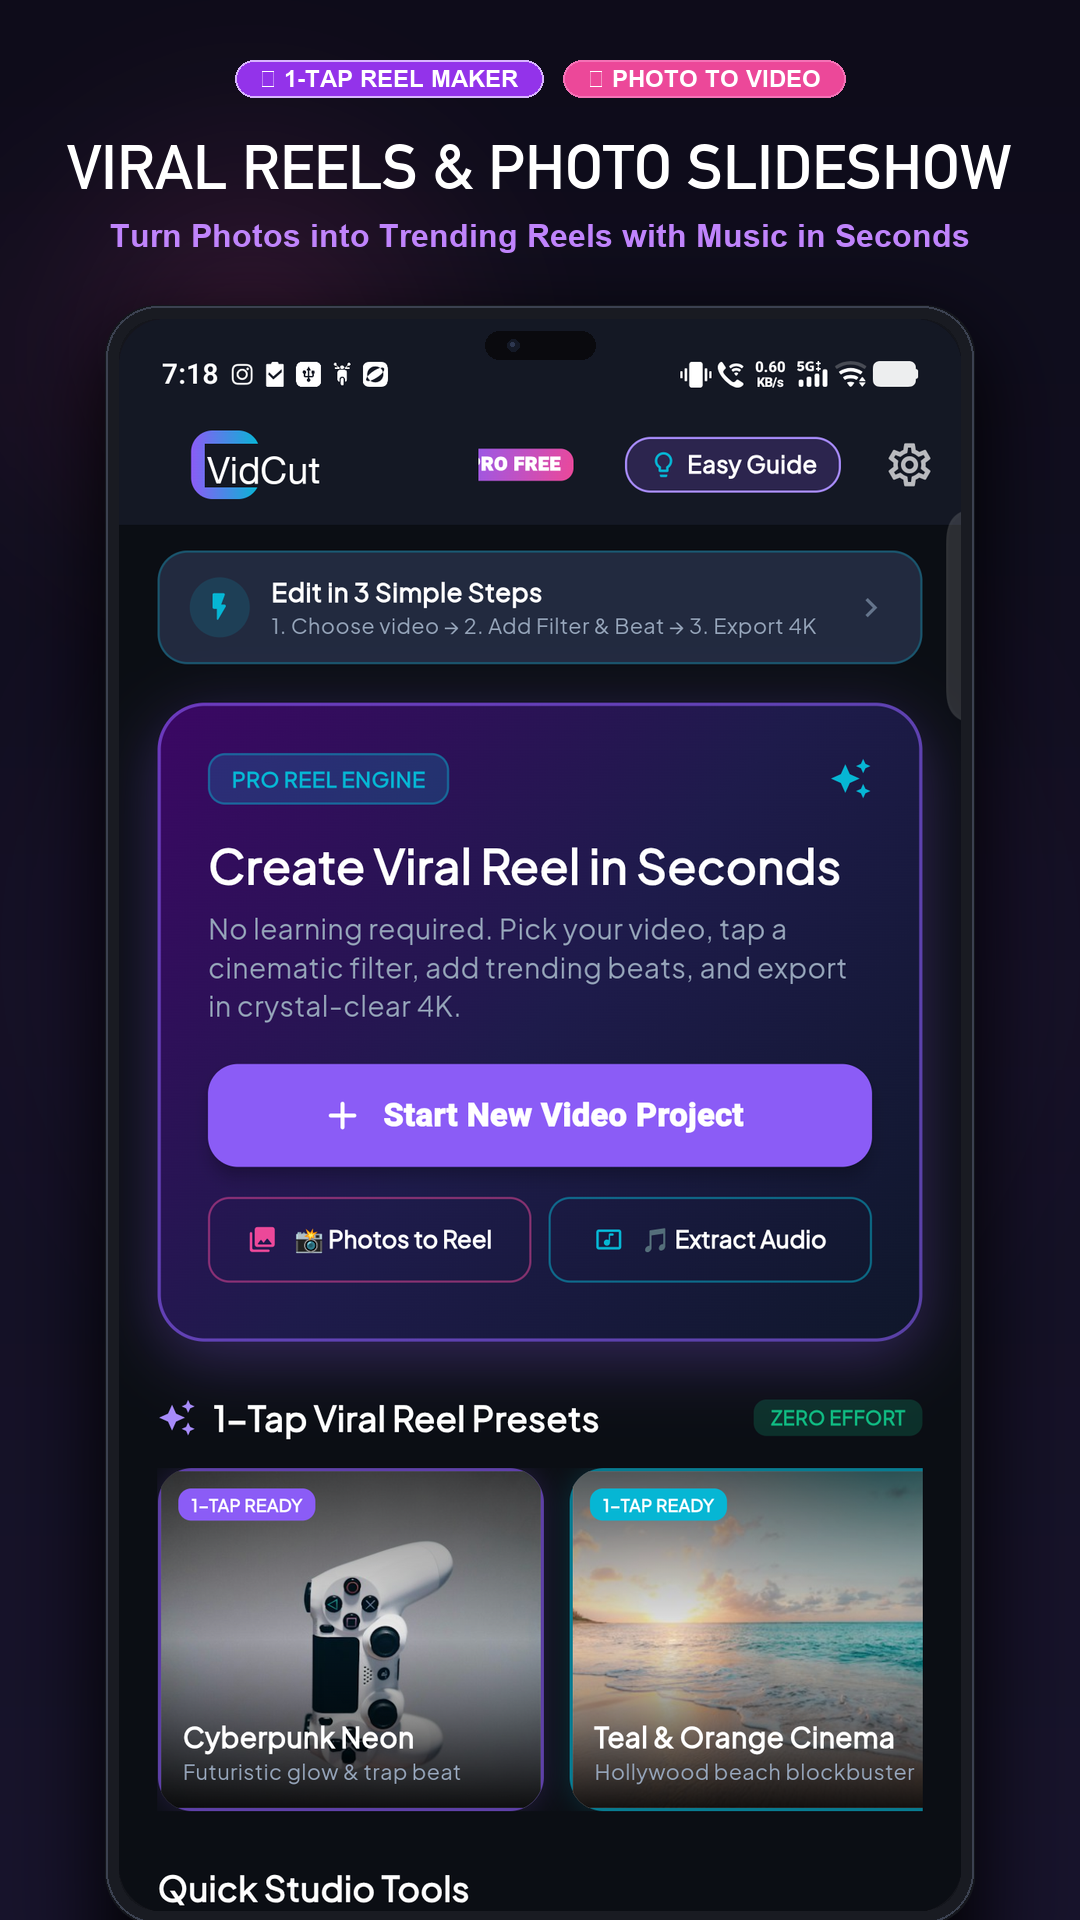 1-TAP REEL MAKER
PHOTO TO VIDEO
VIRAL REELS & PHOTO SLIDESHOW
Turn Photos into Trending Reels with Music in Seconds
7:18
0.60 KB/s
5G‡
VidCut
PRO FREE
Easy Guide
Edit in 3 Simple Steps
1. Choose video → 2. Add Filter & Beat → 3. Export 4K
PRO REEL ENGINE
Create Viral Reel in Seconds
No learning required. Pick your video, tap a
cinematic filter, add trending beats, and export
in crystal-clear 4K.
+ Start New Video Project
📸 Photos to Reel
🎵 Extract Audio
1-Tap Viral Reel Presets
ZERO EFFORT
1-TAP READY
Cyberpunk Neon
Futuristic glow & trap beat
1-TAP READY
Teal & Orange Cinema
Hollywood beach blockbuster
Quick Studio Tools